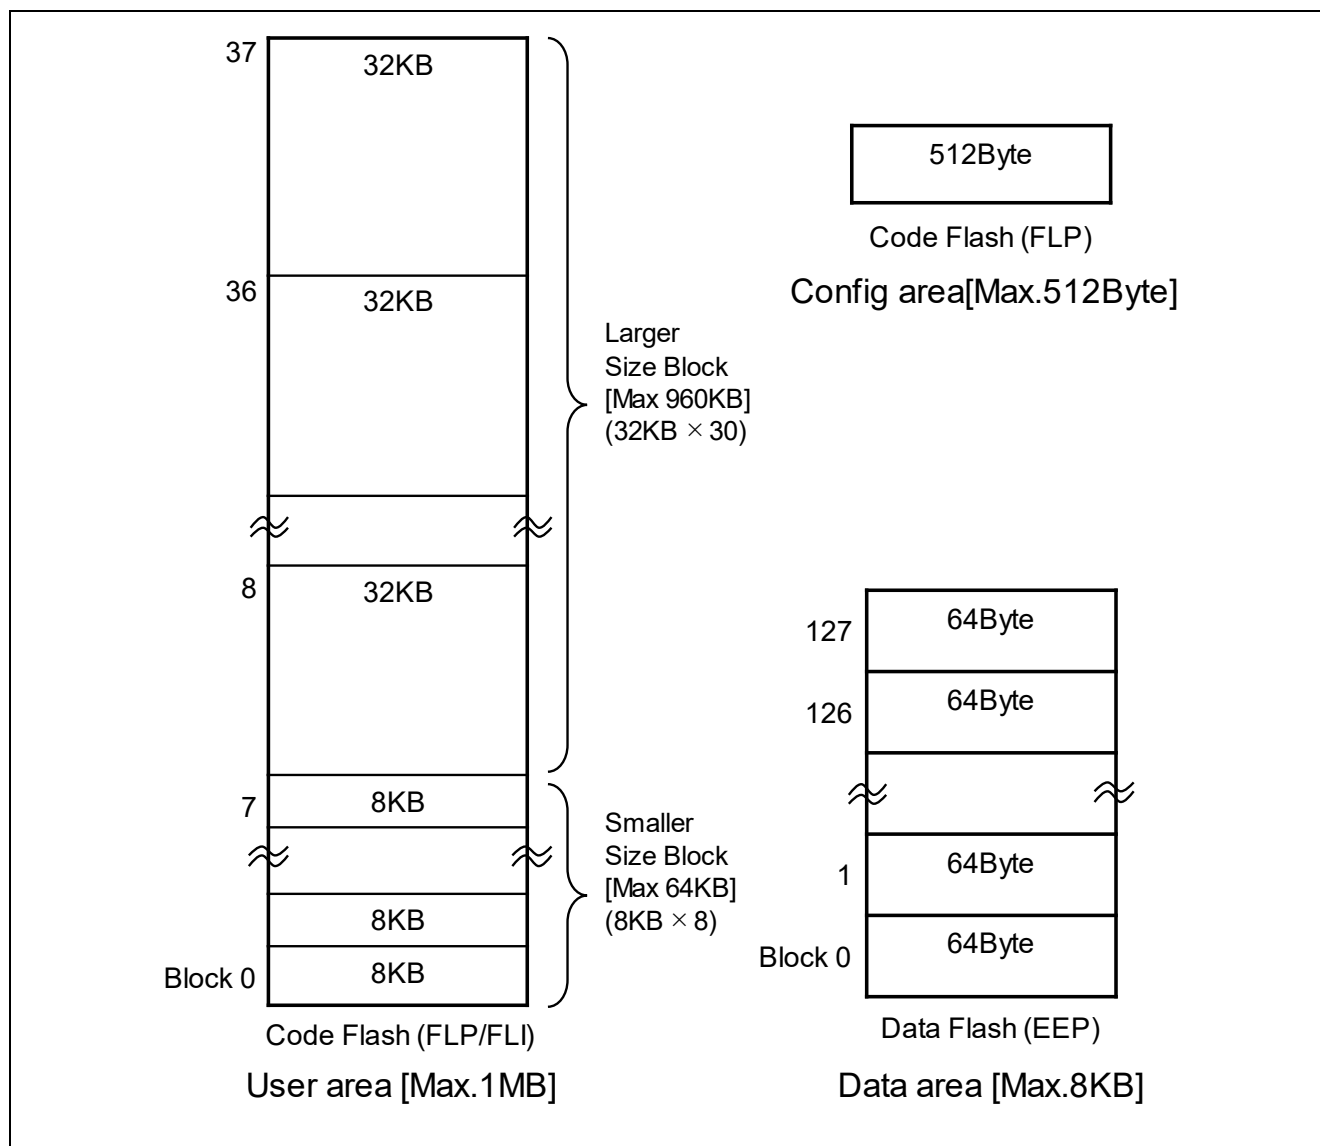 37
32KB
36
32KB
8
32KB
7
8KB
8KB
Block 0
8KB
Larger
Size Block
[Max 960KB]
(32KB × 30)
Smaller
Size Block
[Max 64KB]
(8KB × 8)
Code Flash (FLP/FLI)
User area [Max.1MB]
512Byte
Code Flash (FLP)
Config area[Max.512Byte]
127
64Byte
126
64Byte
1
64Byte
Block 0
64Byte
Data Flash (EEP)
Data area [Max.8KB]